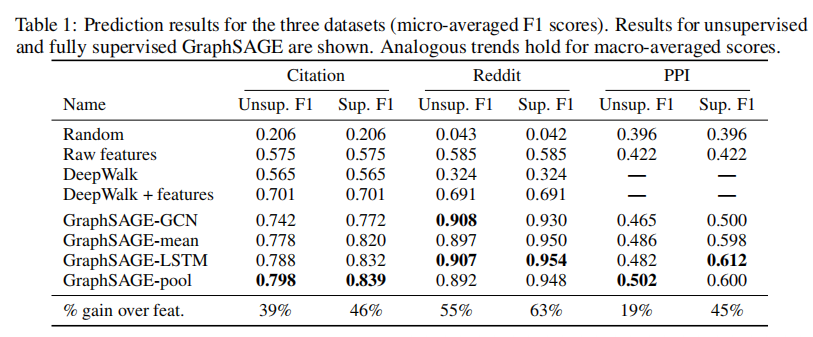 Table 1: Prediction results for the three datasets (micro-averaged F1 scores). Results for unsupervised
and fully supervised GraphSAGE are shown. Analogous trends hold for macro-averaged scores.
Citation Reddit PPI
Name Unsup. F1 Sup. F1 Unsup. F1 Sup. F1 Unsup. F1 Sup. F1
Random 0.206 0.206 0.043 0.042 0.396 0.396
Raw features 0.575 0.575 0.585 0.585 0.422 0.422
DeepWalk 0.565 0.565 0.324 0.324 — —
DeepWalk + features 0.701 0.701 0.691 0.691 — —
GraphSAGE-GCN 0.742 0.772 0.908 0.930 0.465 0.500
GraphSAGE-mean 0.778 0.820 0.897 0.950 0.486 0.598
GraphSAGE-LSTM 0.788 0.832 0.907 0.954 0.482 0.612
GraphSAGE-pool 0.798 0.839 0.892 0.948 0.502 0.600
% gain over feat. 39% 46% 55% 63% 19% 45%